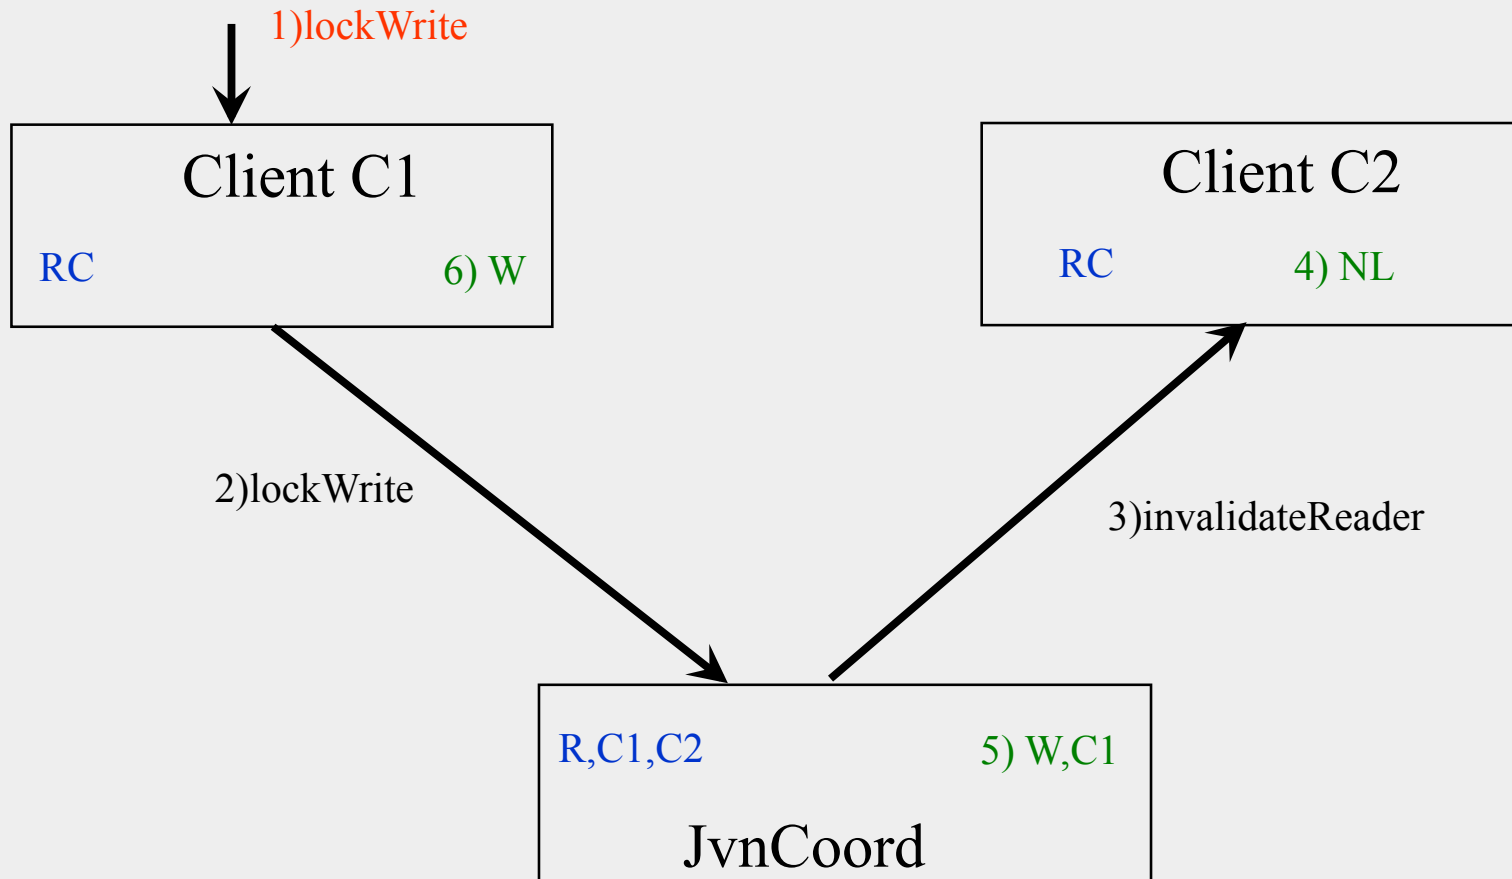 1)lockWrite
Client C1
RC
6) W
Client C2
RC
4) NL
2)lockWrite
3)invalidateReader
R,C1,C2
5) W,C1
JvnCoord